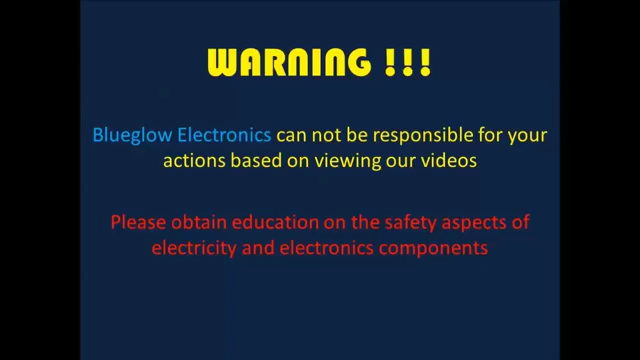 WARNING !!!
Blueglow Electronics can not be responsible for your
actions based on viewing our videos
Please obtain education on the safety aspects of
electricity and electronics components